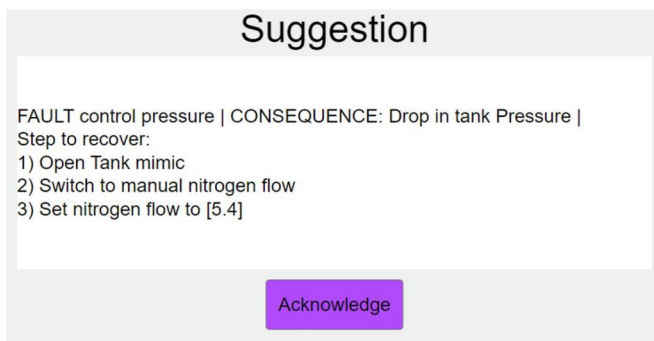 Suggestion
FAULT control pressure | CONSEQUENCE: Drop in tank Pressure |
Step to recover:
1) Open Tank mimic
2) Switch to manual nitrogen flow
3) Set nitrogen flow to [5.4]
Acknowledge